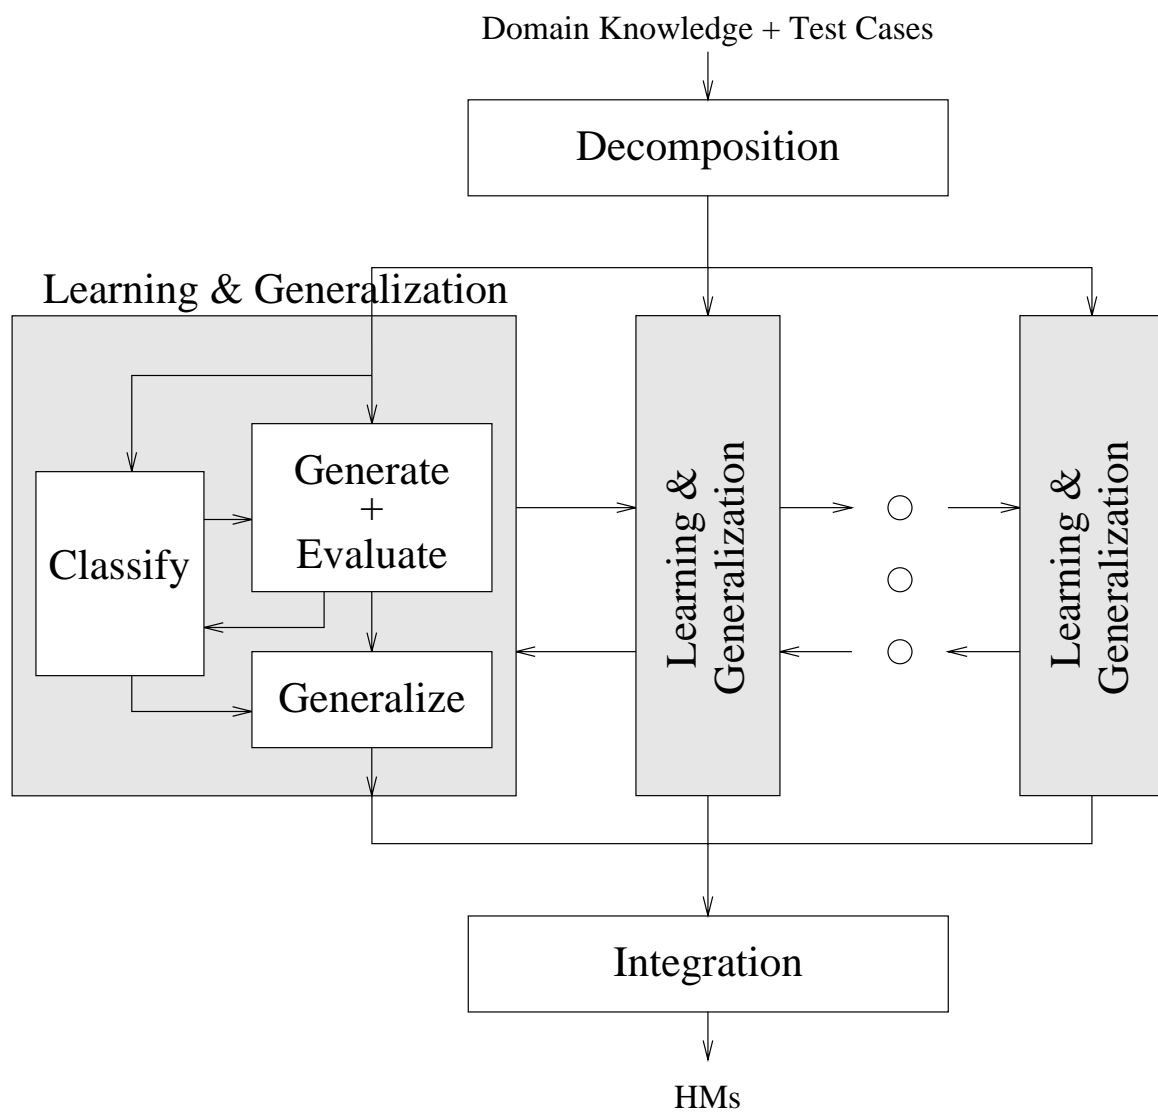 Domain Knowledge + Test Cases
Decomposition
Learning & Generalization
Generate
+
Evaluate
Classify
Generalize
Learning &
Generalization
Learning &
Generalization
Integration
HMs